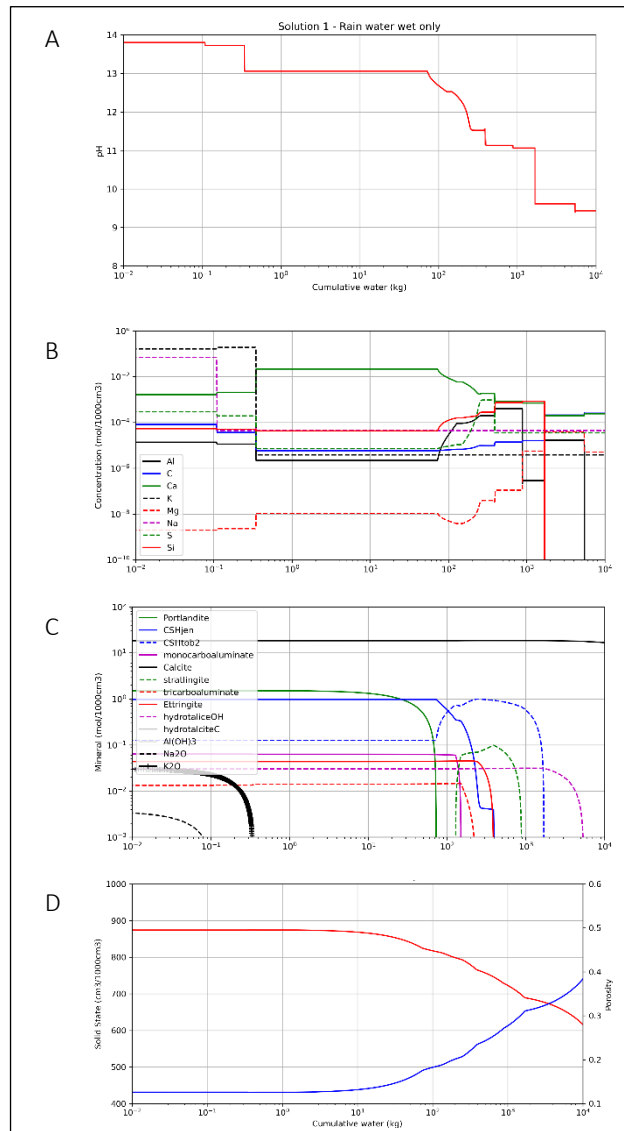 A
Solution 1 - Rain water wet only
14
13
12
11
10
9
8
pH
10⁻² 10⁻¹ 10⁰ 10¹ 10² 10³ 10⁴
Cumulative water (kg)
B
10⁰
10⁻²
10⁻⁴
10⁻⁶
10⁻⁸
10⁻¹⁰
Concentration (mol/1000cm3)
Al
C
Ca
K
Mg
Na
S
Si
10⁻² 10⁻¹ 10⁰ 10¹ 10² 10³ 10⁴
C
10²
10¹
10⁰
10⁻¹
10⁻²
10⁻³
Mineral (mol/1000cm3)
Portlandite
CSHjen
CSHtob2
monocarboaluminate
Calcite
stratlingite
tricarboaluminate
Ettringite
hydrotalciteOH
hydrotalciteC
Al(OH)3
Na2O
K2O
10⁻² 10⁻¹ 10⁰ 10¹ 10² 10³ 10⁴
D
1000
900
800
700
600
500
400
Solid State (cm3/1000cm3)
0.6
0.5
0.4
0.3
0.2
0.1
Porosity
10⁻² 10⁻¹ 10⁰ 10¹ 10² 10³ 10⁴
Cumulative water (kg)